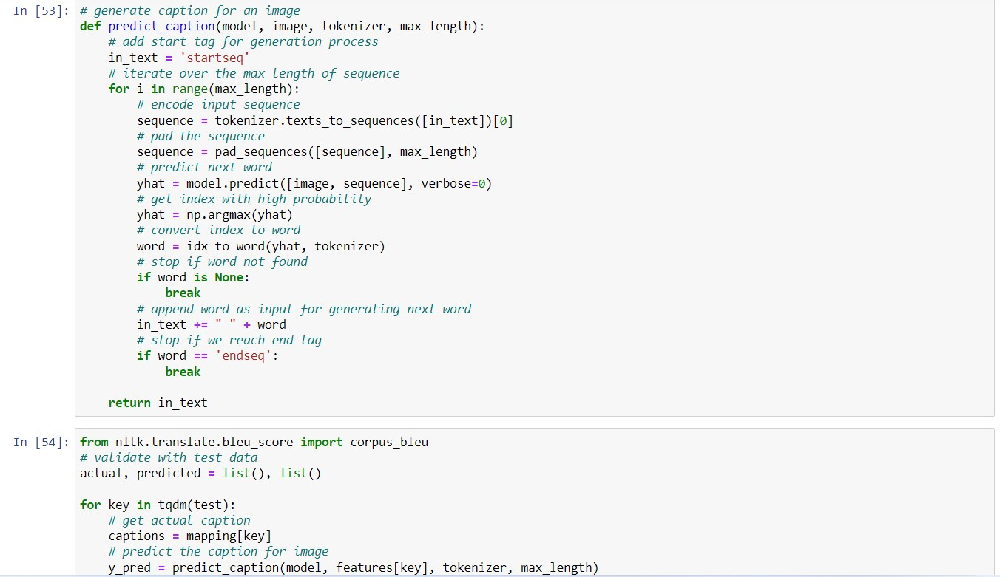 In [53]: # generate caption for an image
def predict_caption(model, image, tokenizer, max_length):
    # add start tag for generation process
    in_text = 'startseq'
    # iterate over the max length of sequence
    for i in range(max_length):
        # encode input sequence
        sequence = tokenizer.texts_to_sequences([in_text])[0]
        # pad the sequence
        sequence = pad_sequences([sequence], max_length)
        # predict next word
        yhat = model.predict([image, sequence], verbose=0)
        # get index with high probability
        yhat = np.argmax(yhat)
        # convert index to word
        word = idx_to_word(yhat, tokenizer)
        # stop if word not found
        if word is None:
            break
        # append word as input for generating next word
        in_text += " " + word
        # stop if we reach end tag
        if word == 'endseq':
            break
    return in_text
In [54]: from nltk.translate.bleu_score import corpus_bleu
# validate with test data
actual, predicted = list(), list()
for key in tqdm(test):
    # get actual caption
    captions = mapping[key]
    # predict the caption for image
    y_pred = predict_caption(model, features[key], tokenizer, max_length)